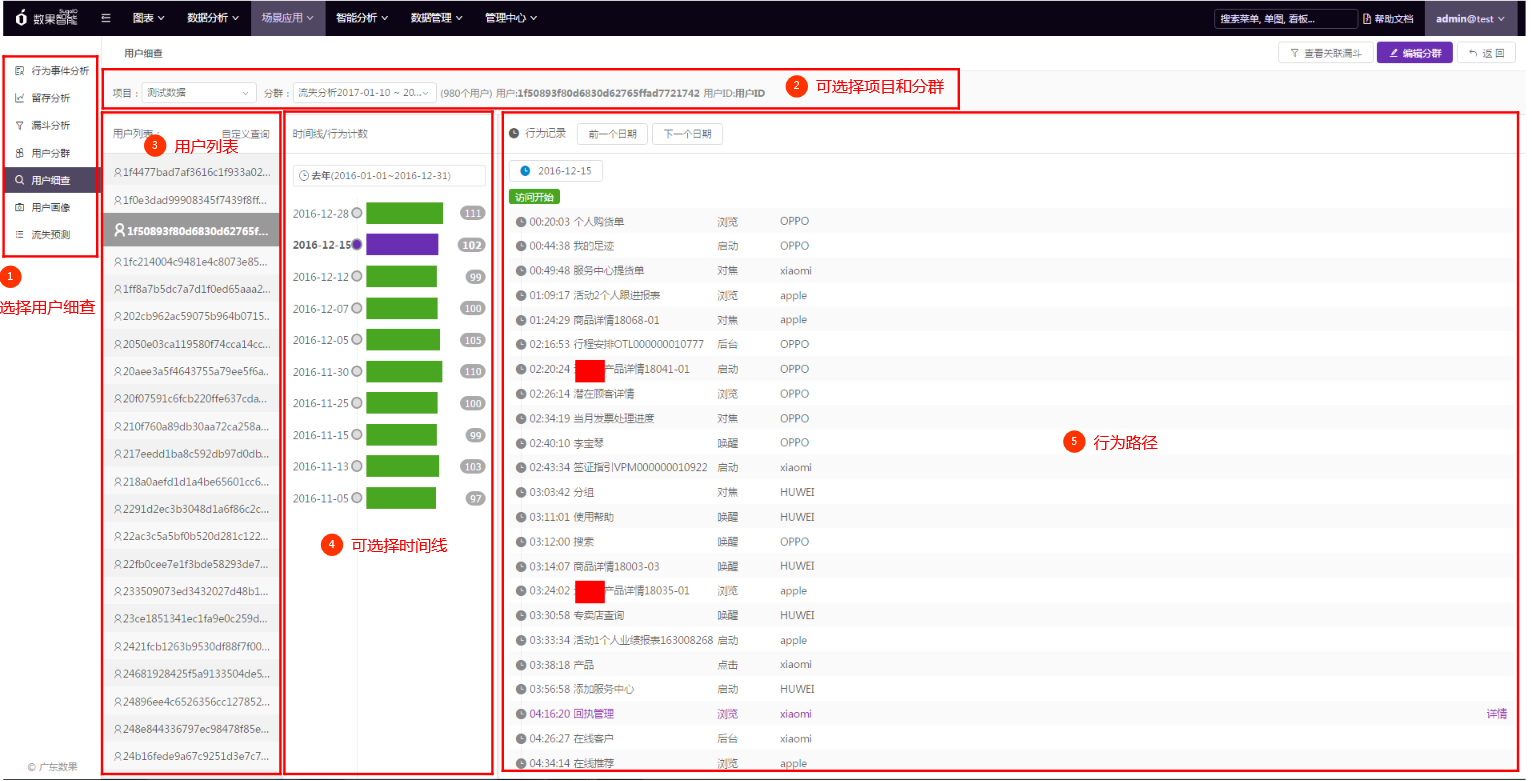 数果智能 SugoIO 图表 数据分析 场景应用 智能分析 数据管理 管理中心 搜索菜单, 单图, 看板... 帮助文档 admin@test
用户细查 查看关联漏斗 编辑分群 返 回
行为事件分析
留存分析
漏斗分析
用户分群
用户细查
用户画像
流失预测
1
选择用户细查
© 广东数果
项目 : 测试数据 分群 : 流失分析2017-01-10 ~ 20... (980个用户) 用户:1f50893f80d6830d62765ffad7721742 用户ID:用户ID
2 可选择项目和分群
用户列表 : 自定义查询
3 用户列表
1f4477bad7af3616c1f933a02...
1f0e3dad99908345f7439f8ff...
1f50893f80d6830d62765f...
1fc214004c9481e4c8073e85...
1ff8a7b5dc7a7d1f0ed65aaa2...
202cb962ac59075b964b0715..
2050e03ca119580f74cca14cc...
20aee3a5f4643755a79ee5f6a..
20f07591c6fcb220ffe637cda...
210f760a89db30aa72ca258a...
217eedd1ba8c592db97d0db...
218a0aefd1d1a4be65601cc6...
2291d2ec3b3048d1a6f86c2c...
22ac3c5a5bf0b520d281c122...
22fb0cee7e1f3bde58293de7...
233509073ed3432027d48b1...
23ce1851341ec1fa9e0c259d...
2421fcb1263b9530df88f7f00...
24681928425f5a9133504de5...
24896ee4c6526356cc127852...
248e844336797ec98478f85e...
24b16fede9a67c9251d3e7c7...
时间线/行为计数
去年(2016-01-01~2016-12-31)
2016-12-28 111
2016-12-15 102
2016-12-12 99
2016-12-07 100
2016-12-05 105
2016-11-30 110
2016-11-25 100
2016-11-15 99
2016-11-13 103
2016-11-05 97
4 可选择时间线
行为记录 前一个日期 下一个日期
2016-12-15
访问开始
00:20:03 个人购货单 浏览 OPPO
00:44:38 我的足迹 启动 OPPO
00:49:48 服务中心提货单 对焦 xiaomi
01:09:17 活动2个人跟进报表 浏览 apple
01:24:29 商品详情18068-01 对焦 apple
02:16:53 行程安排OTL000000010777 后台 OPPO
02:20:24 产品详情18041-01 启动 OPPO
02:26:14 潜在顾客详情 浏览 OPPO
02:34:19 当月发票处理进度 对焦 OPPO
02:40:10 李宝琴 唤醒 OPPO
02:43:34 签证指引VPM000000010922 启动 xiaomi
03:03:42 分组 对焦 HUWEI
03:11:01 使用帮助 唤醒 HUWEI
03:12:00 搜索 唤醒 OPPO
03:14:07 商品详情18003-03 唤醒 HUWEI
03:24:02 产品详情18035-01 浏览 apple
03:30:58 专卖店查询 唤醒 HUWEI
03:33:34 活动1个人业绩报表163008268 启动 apple
03:38:18 产品 点击 xiaomi
03:56:58 添加服务中心 启动 HUWEI
04:16:20 回执管理 浏览 xiaomi 详情
04:26:27 在线客户 后台 xiaomi
04:34:14 在线推荐 浏览 apple
5 行为路径